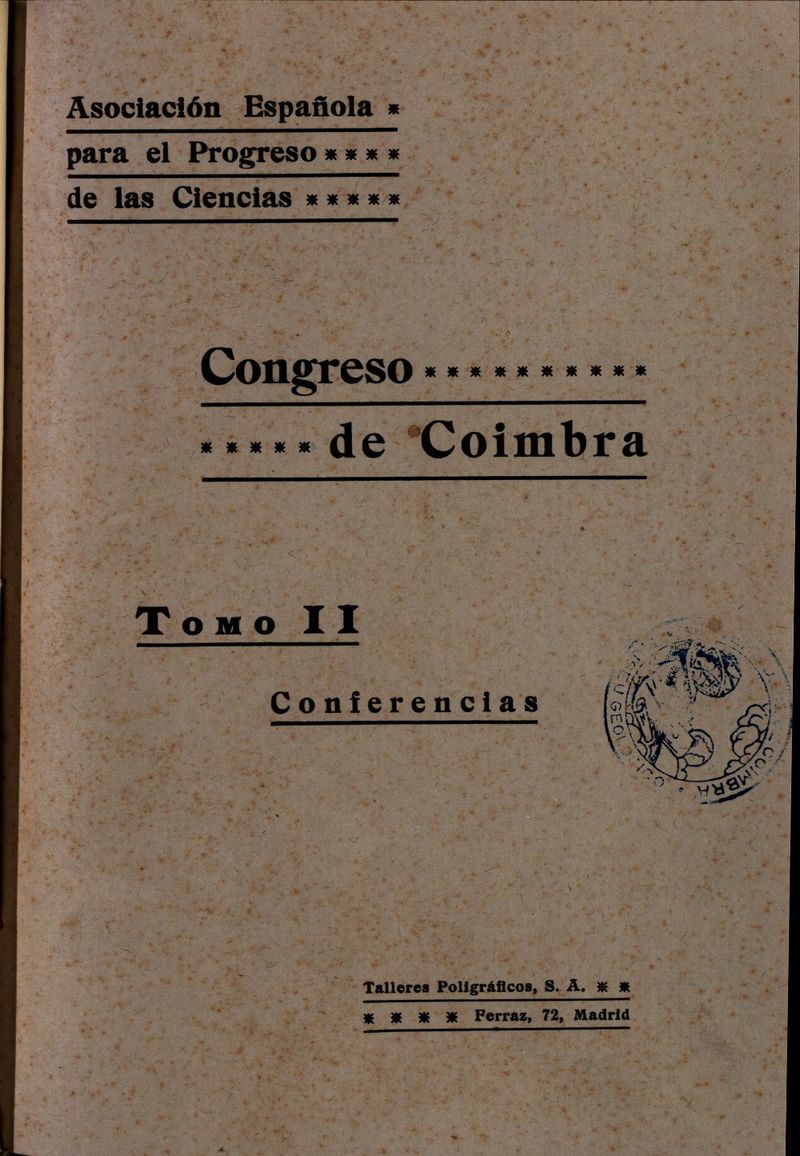 Asociación Española *
para el Progreso * * * *
de las Ciencias * * * * *
Congreso * * * * * * * * * *
* * * * * de Coimbra
Tomo II
Conferencias
Talleres Poligráficos, S. A. * *
* * * * Ferraz, 72, Madrid